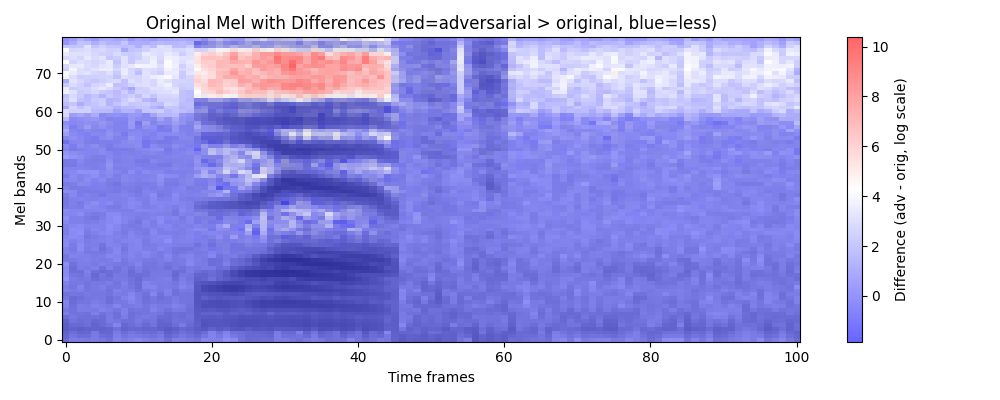 Original Mel with Differences (red=adversarial > original, blue=less)
Mel bands
70
60
50
40
30
20
10
0
0 20 40 60 80 100
Time frames
10
8
6
4
2
0
Difference (adv - orig, log scale)